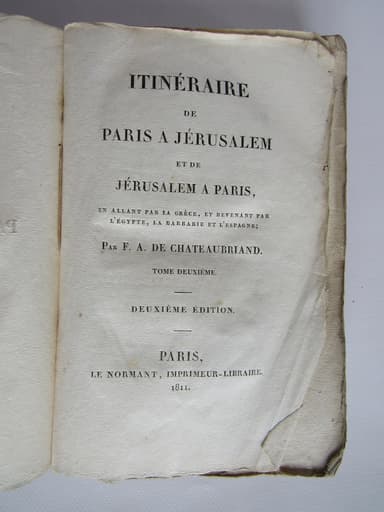 ITINÉRAIRE
DE
PARIS A JÉRUSALEM
ET DE
JÉRUSALEM A PARIS,
EN ALLANT PAR LA GRÈCE, ET REVENANT PAR
L'ÉGYPTE, LA BARBARIE ET L'ESPAGNE;
PAR F. A. DE CHATEAUBRIAND.
TOME DEUXIÈME.
DEUXIÈME ÉDITION.
PARIS,
LE NORMANT, IMPRIMEUR-LIBRAIRE.
1811.